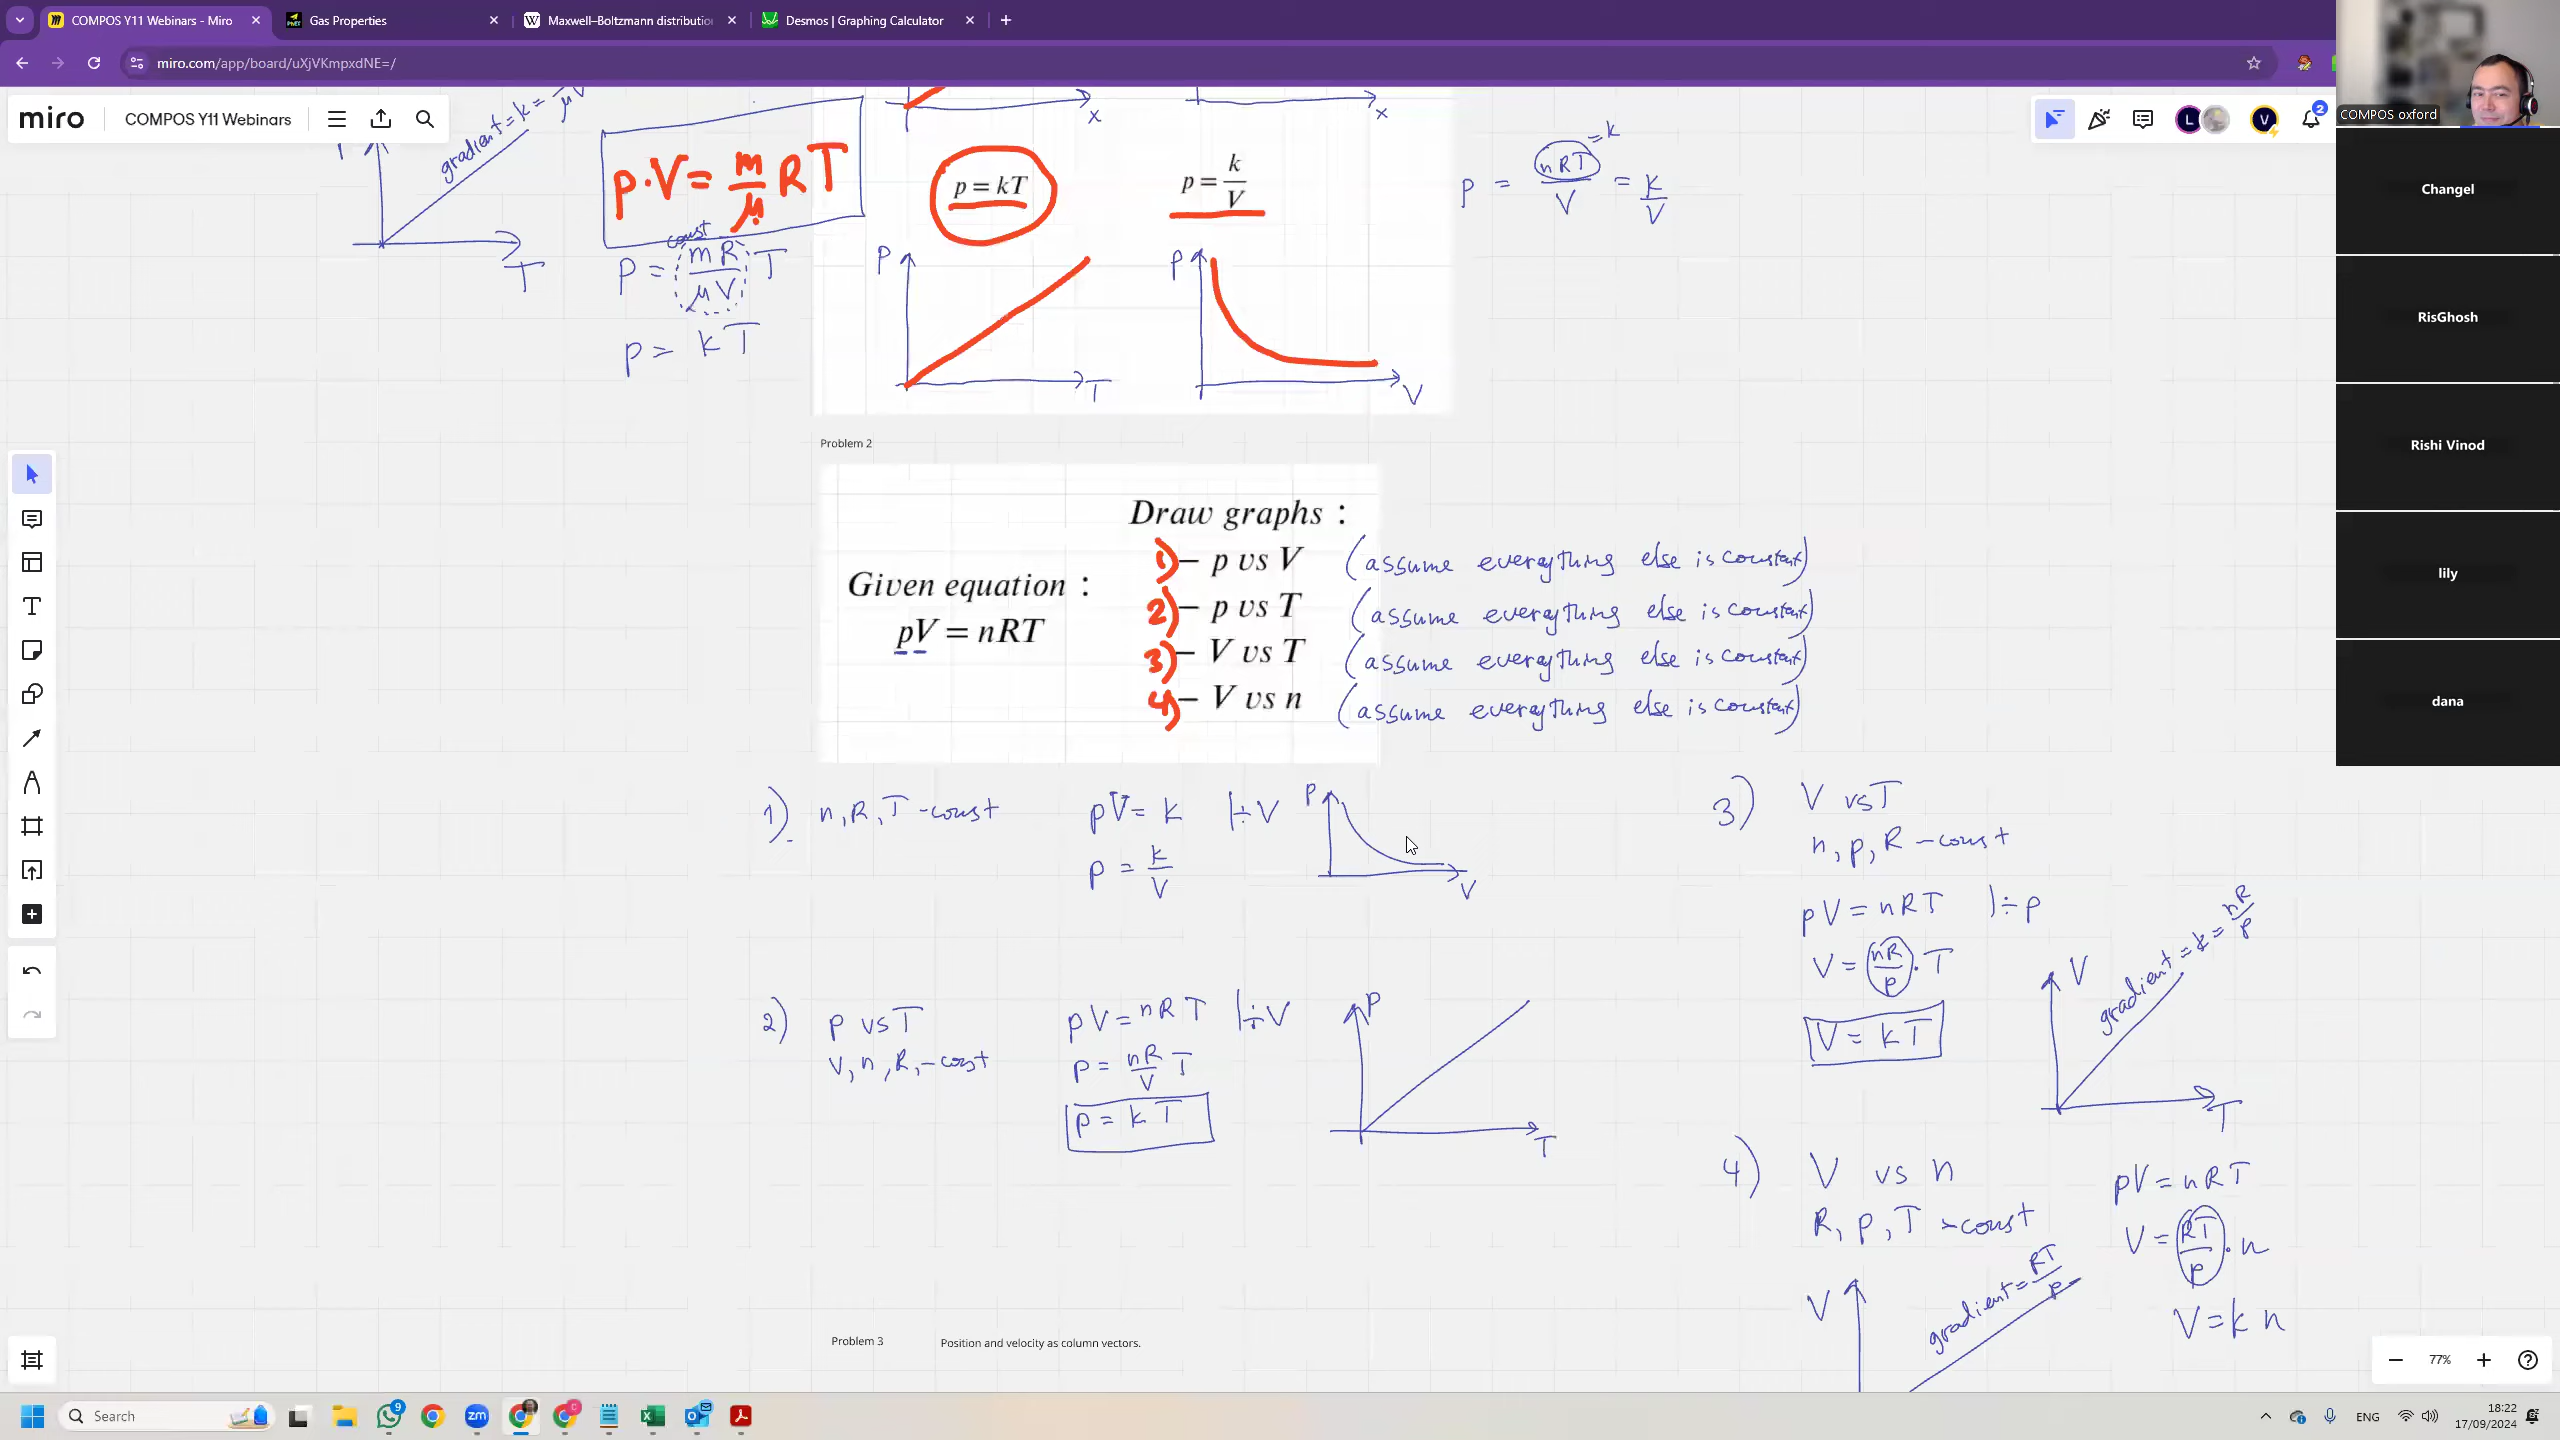 COMPOS Y11 Webinars - Miro
Gas Properties
Maxwell–Boltzmann distributio
Desmos | Graphing Calculator
miro.com/app/board/uXjVKmpxdNE=/
miro
COMPOS Y11 Webinars
gradient = k =
T
p·V = m/μ RT
const
P = mR/μV T
p = kT
x
x
p = kT
p = k/V
P
T
P
V
p = nRT/V = k/V
= k
Problem 2
Given equation :
pV = nRT
Draw graphs :
1) – p vs V (assume everything else is constant)
2) – p vs T (assume everything else is constant)
3) – V vs T (assume everything else is constant)
4) – V vs n (assume everything else is constant)
1) n, R, T - const
pV = k |÷V
p = k/V
P
V
2) p vs T
V, n, R, - const
pV = nRT |÷V
p = nR/V T
p = kT
P
T
3) V vs T
n, p, R - const
pV = nRT |÷p
V = nR/p · T
V = kT
V
gradient = k = nR/p
T
4) V vs n
R, p, T - const
pV = nRT
V = RT/p · n
V = k n
V
gradient = RT/p
Problem 3
Position and velocity as column vectors.
L
V
2
COMPOS oxford
Changel
RisGhosh
Rishi Vinod
lily
dana
77%
Search
9
zm
ENG
18:22
17/09/2024